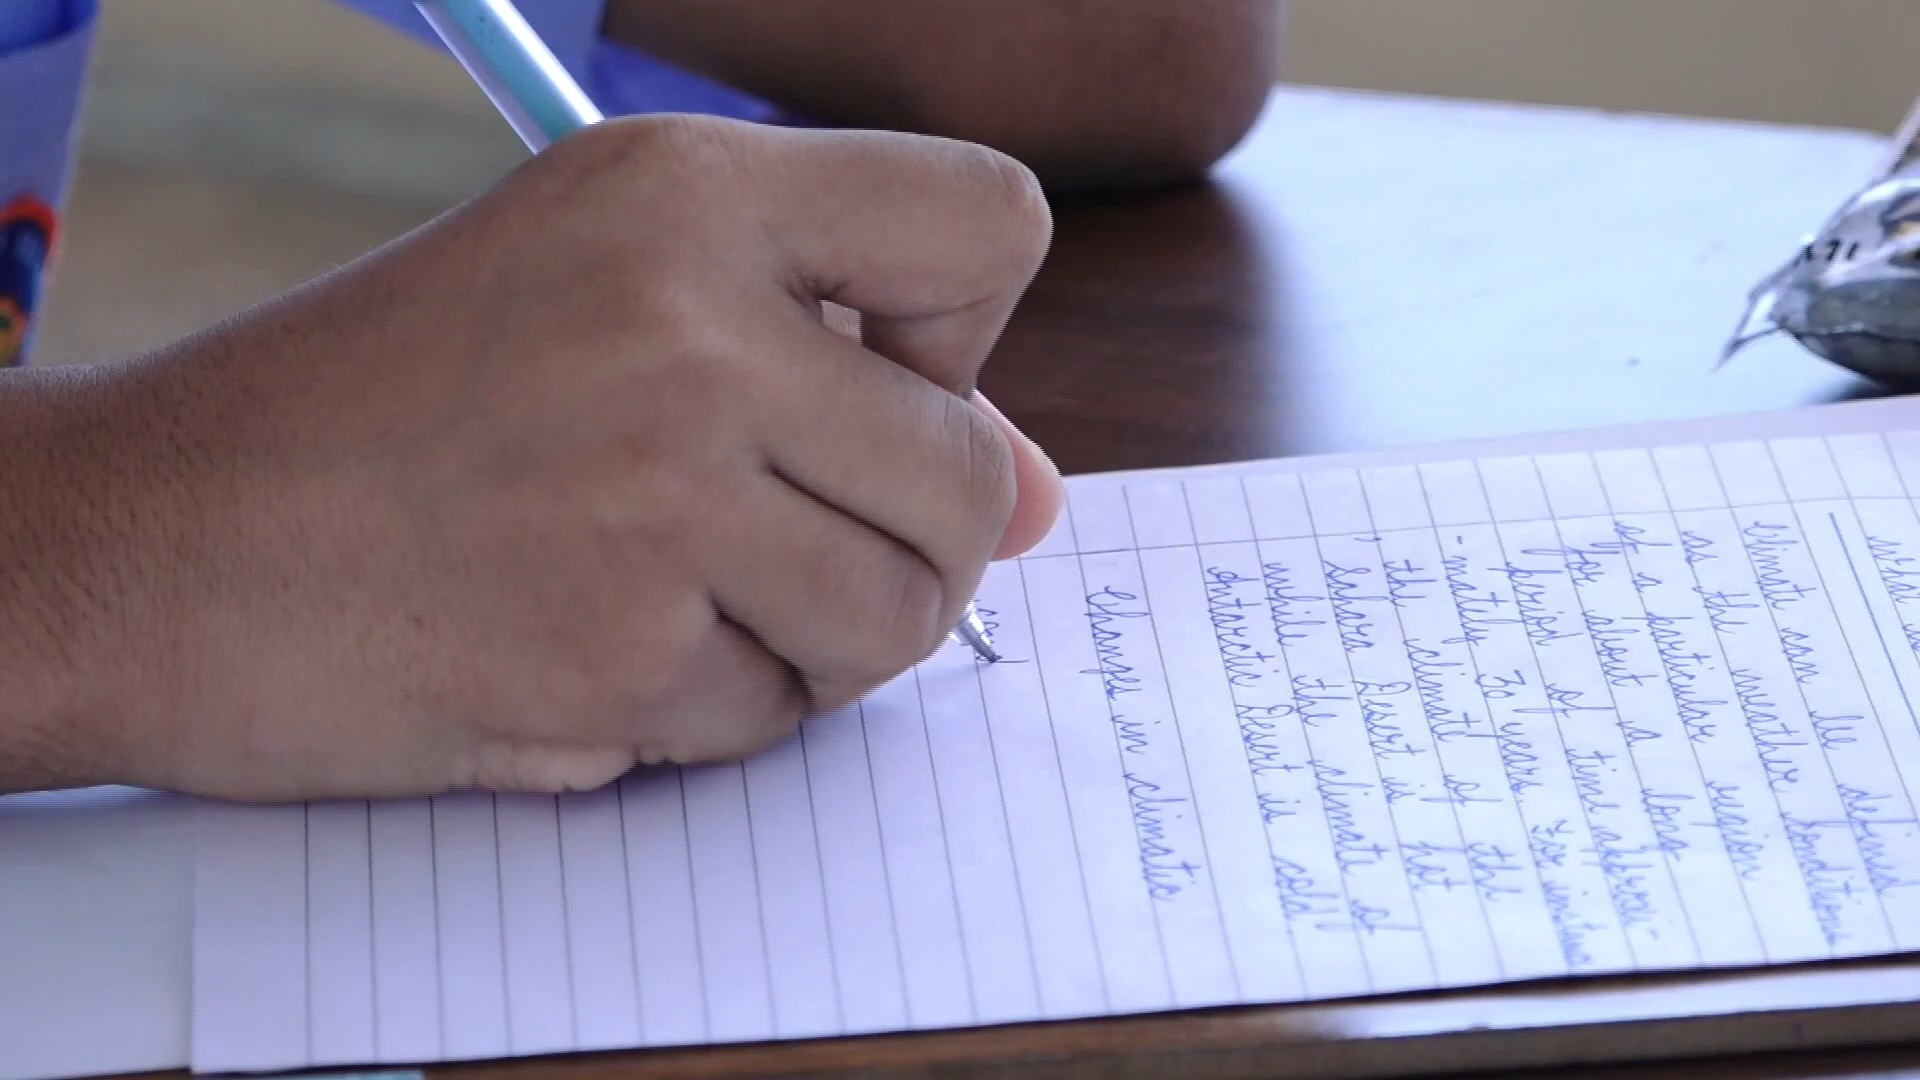 What is
Climate can be defined
as the weather conditions
of a particular region
for about a long
period of time approxi-
-mately 30 years. For instance
, the climate of the
Sahara Desert is hot
while the climate of
Antarctic Desert is cold
Changes in climatic